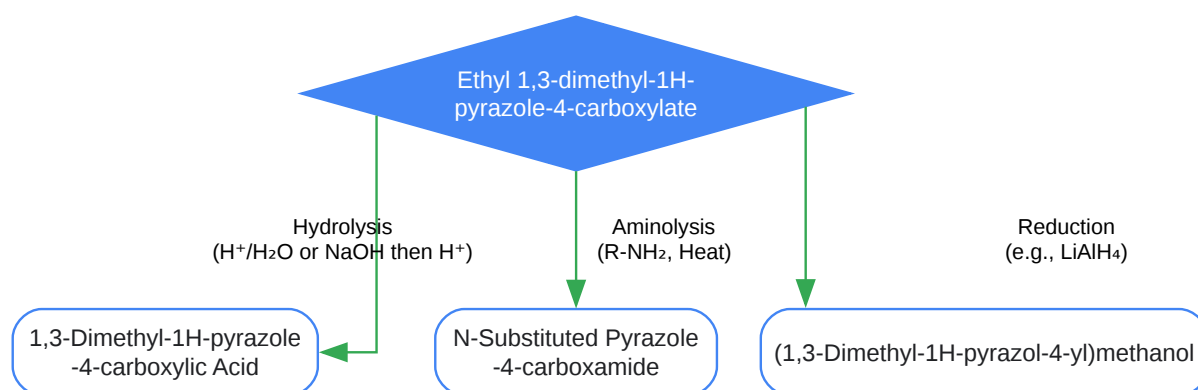 Ethyl 1,3-dimethyl-1H-
pyrazole-4-carboxylate
Hydrolysis
(H⁺/H₂O or NaOH then H⁺)
Aminolysis
(R-NH₂, Heat)
Reduction
(e.g., LiAlH₄)
1,3-Dimethyl-1H-pyrazole
-4-carboxylic Acid
N-Substituted Pyrazole
-4-carboxamide
(1,3-Dimethyl-1H-pyrazol-4-yl)methanol